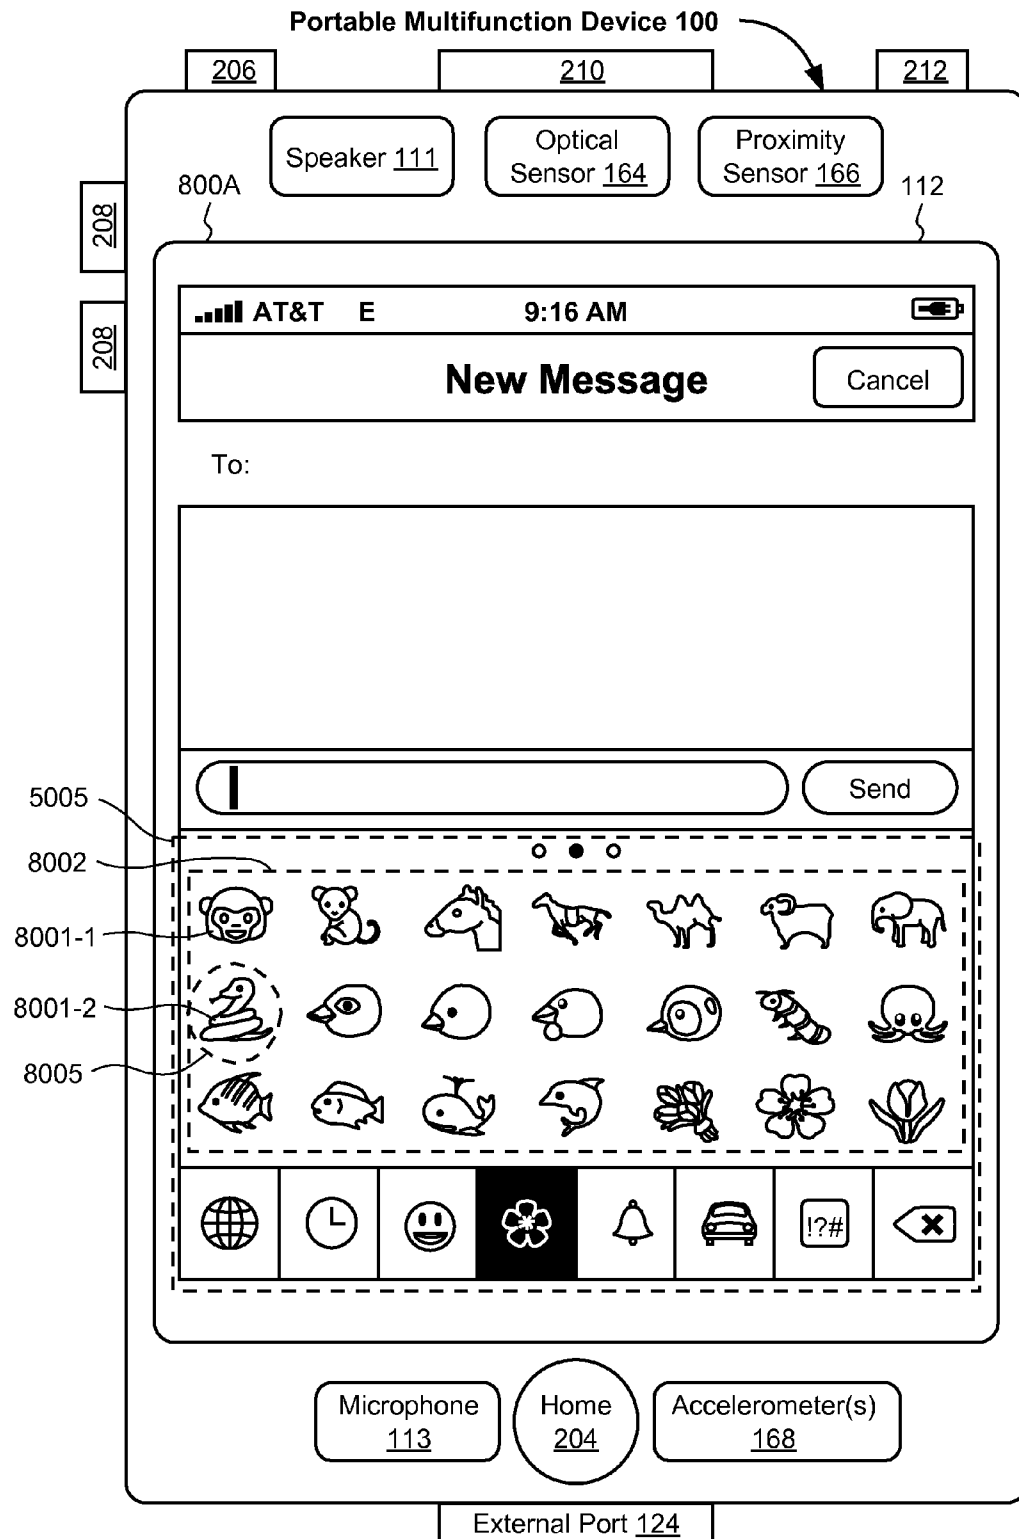 Portable Multifunction Device 100
206
210
212
Speaker 111
Optical
Sensor 164
Proximity
Sensor 166
800A
112
208
208
AT&T E 9:16 AM
New Message
Cancel
To:
Send
5005
8002
8001-1
8001-2
8005
!?#
Microphone
113
Home
204
Accelerometer(s)
168
External Port 124